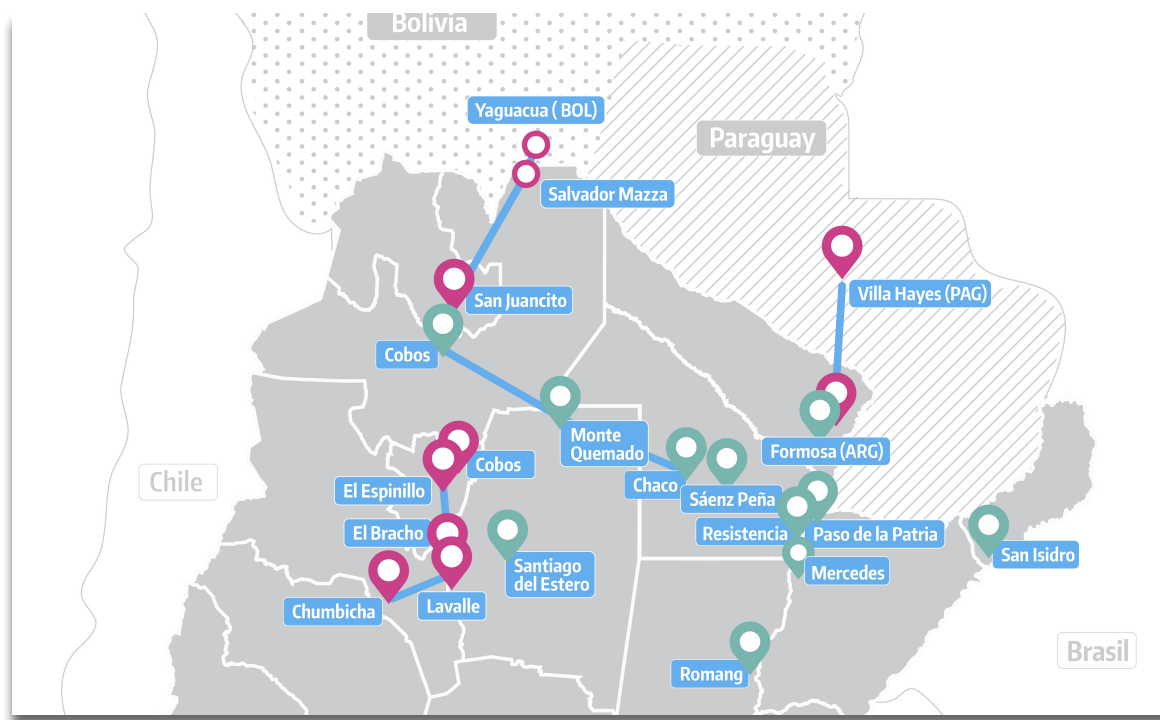 Bolivia
Yaguacua ( BOL)
Paraguay
Salvador Mazza
San Juancito
Villa Hayes (PAG)
Cobos
Monte
Quemado
Formosa (ARG)
Chile
Cobos
El Espinillo
Chaco
Sáenz Peña
El Bracho
Resistencia
Paso de la Patria
San Isidro
Santiago
del Estero
Mercedes
Chumbicha
Lavalle
Romang
Brasil